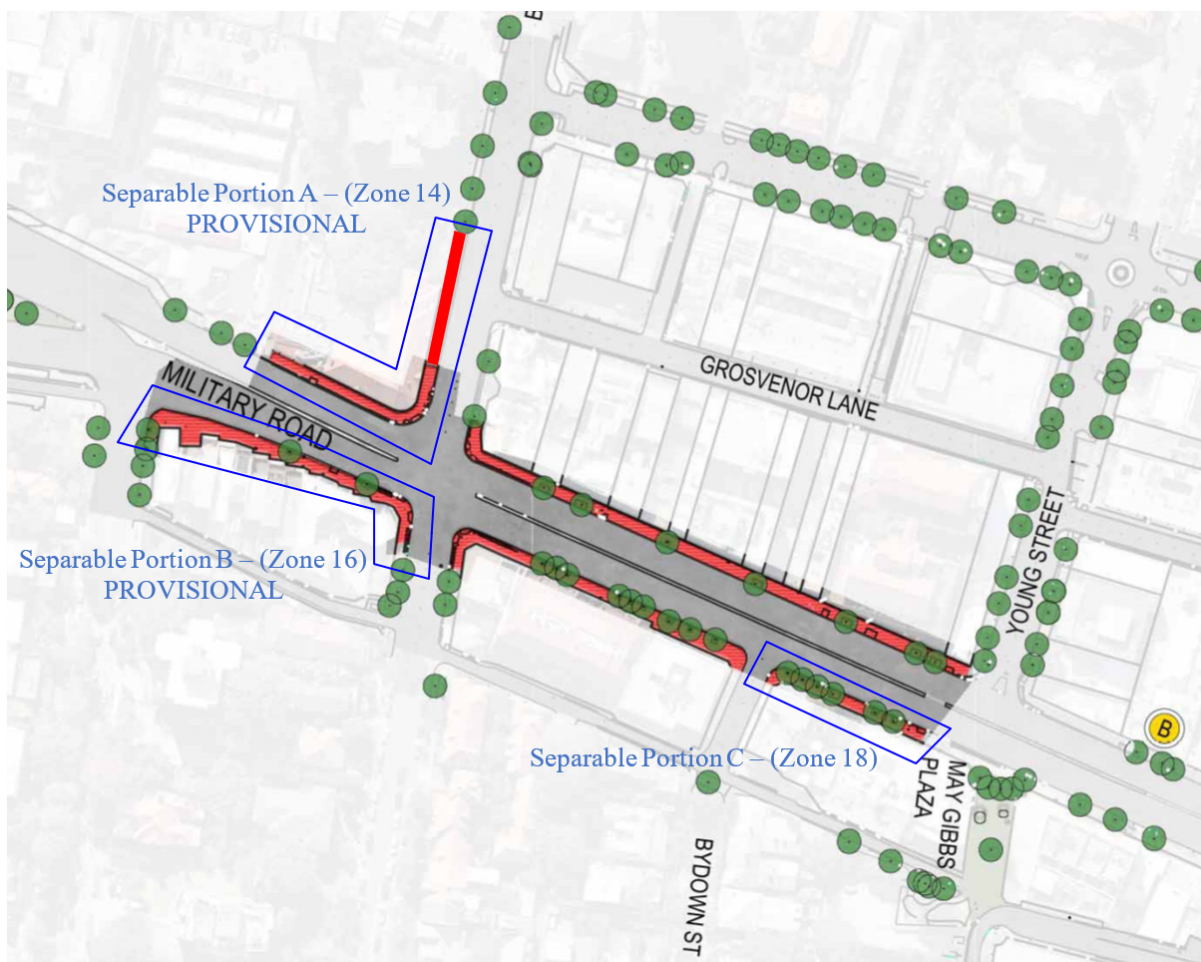 Separable Portion A – (Zone 14)
PROVISIONAL
GROSVENOR LANE
MILITARY ROAD
YOUNG STREET
Separable Portion B – (Zone 16)
PROVISIONAL
B
Separable Portion C – (Zone 18)
MAY GIBBS
PLAZA
BYDOWN ST